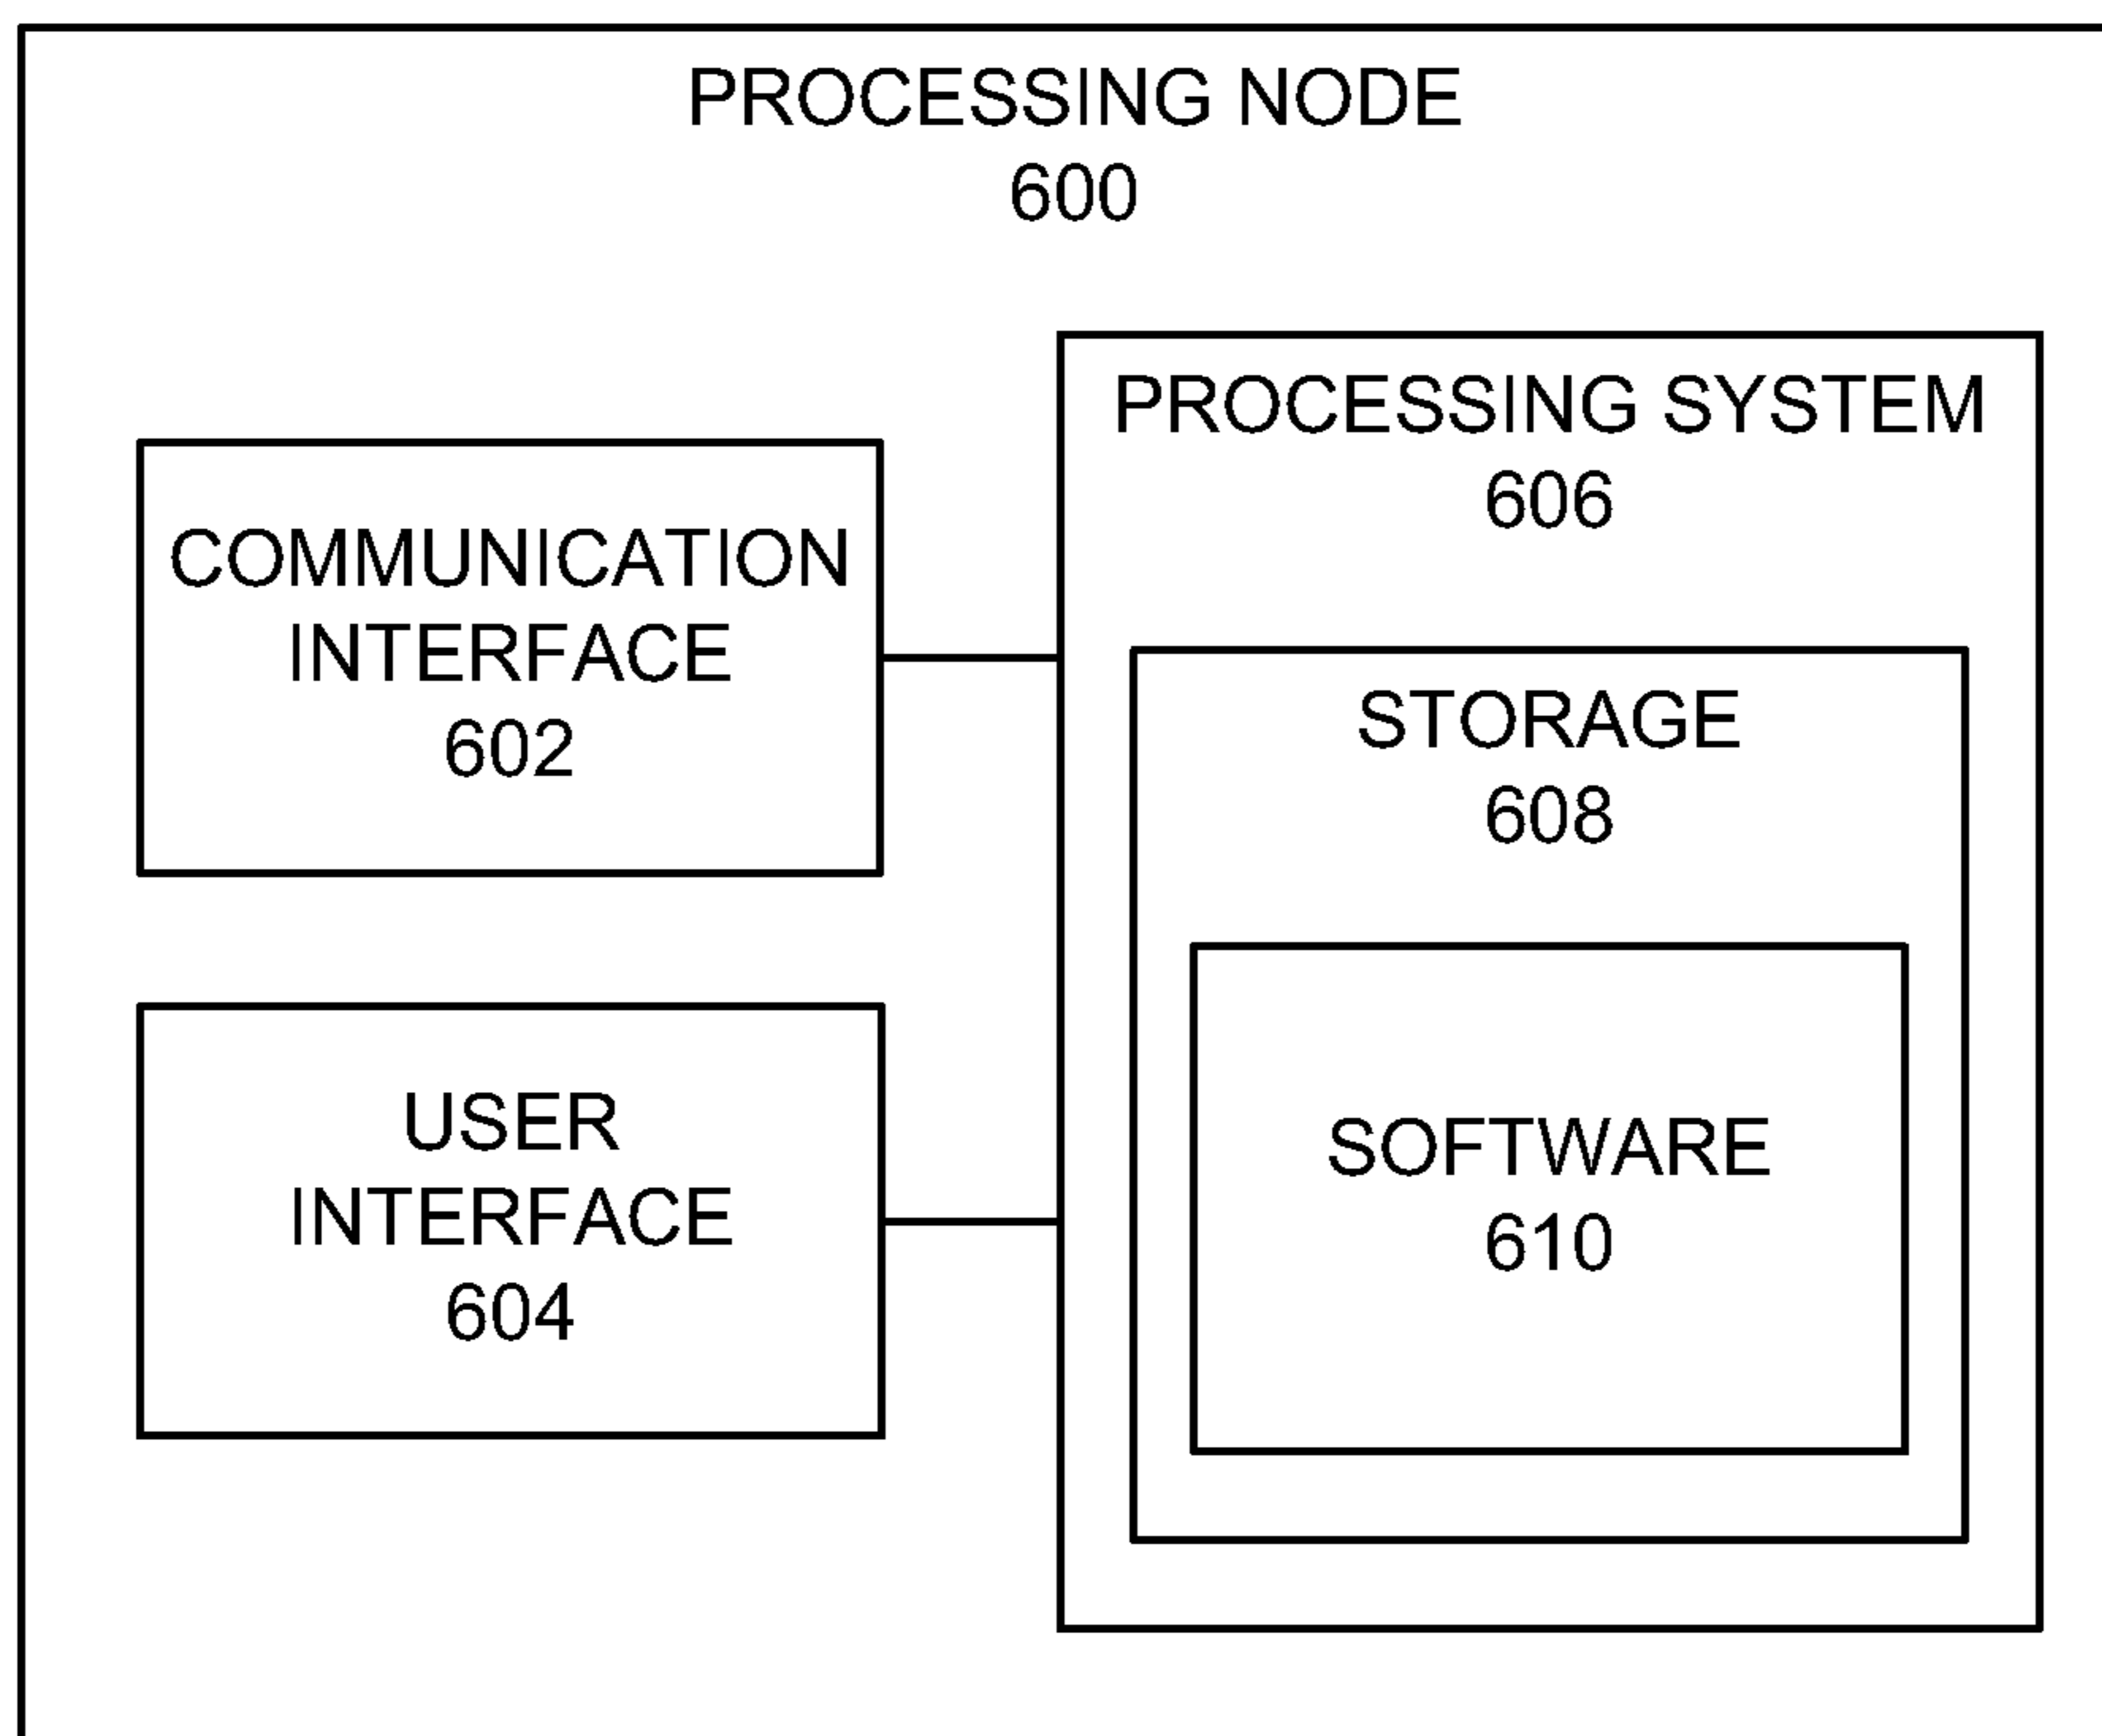 PROCESSING NODE
600
PROCESSING SYSTEM
606
COMMUNICATION
INTERFACE
602
STORAGE
608
USER
INTERFACE
604
SOFTWARE
610